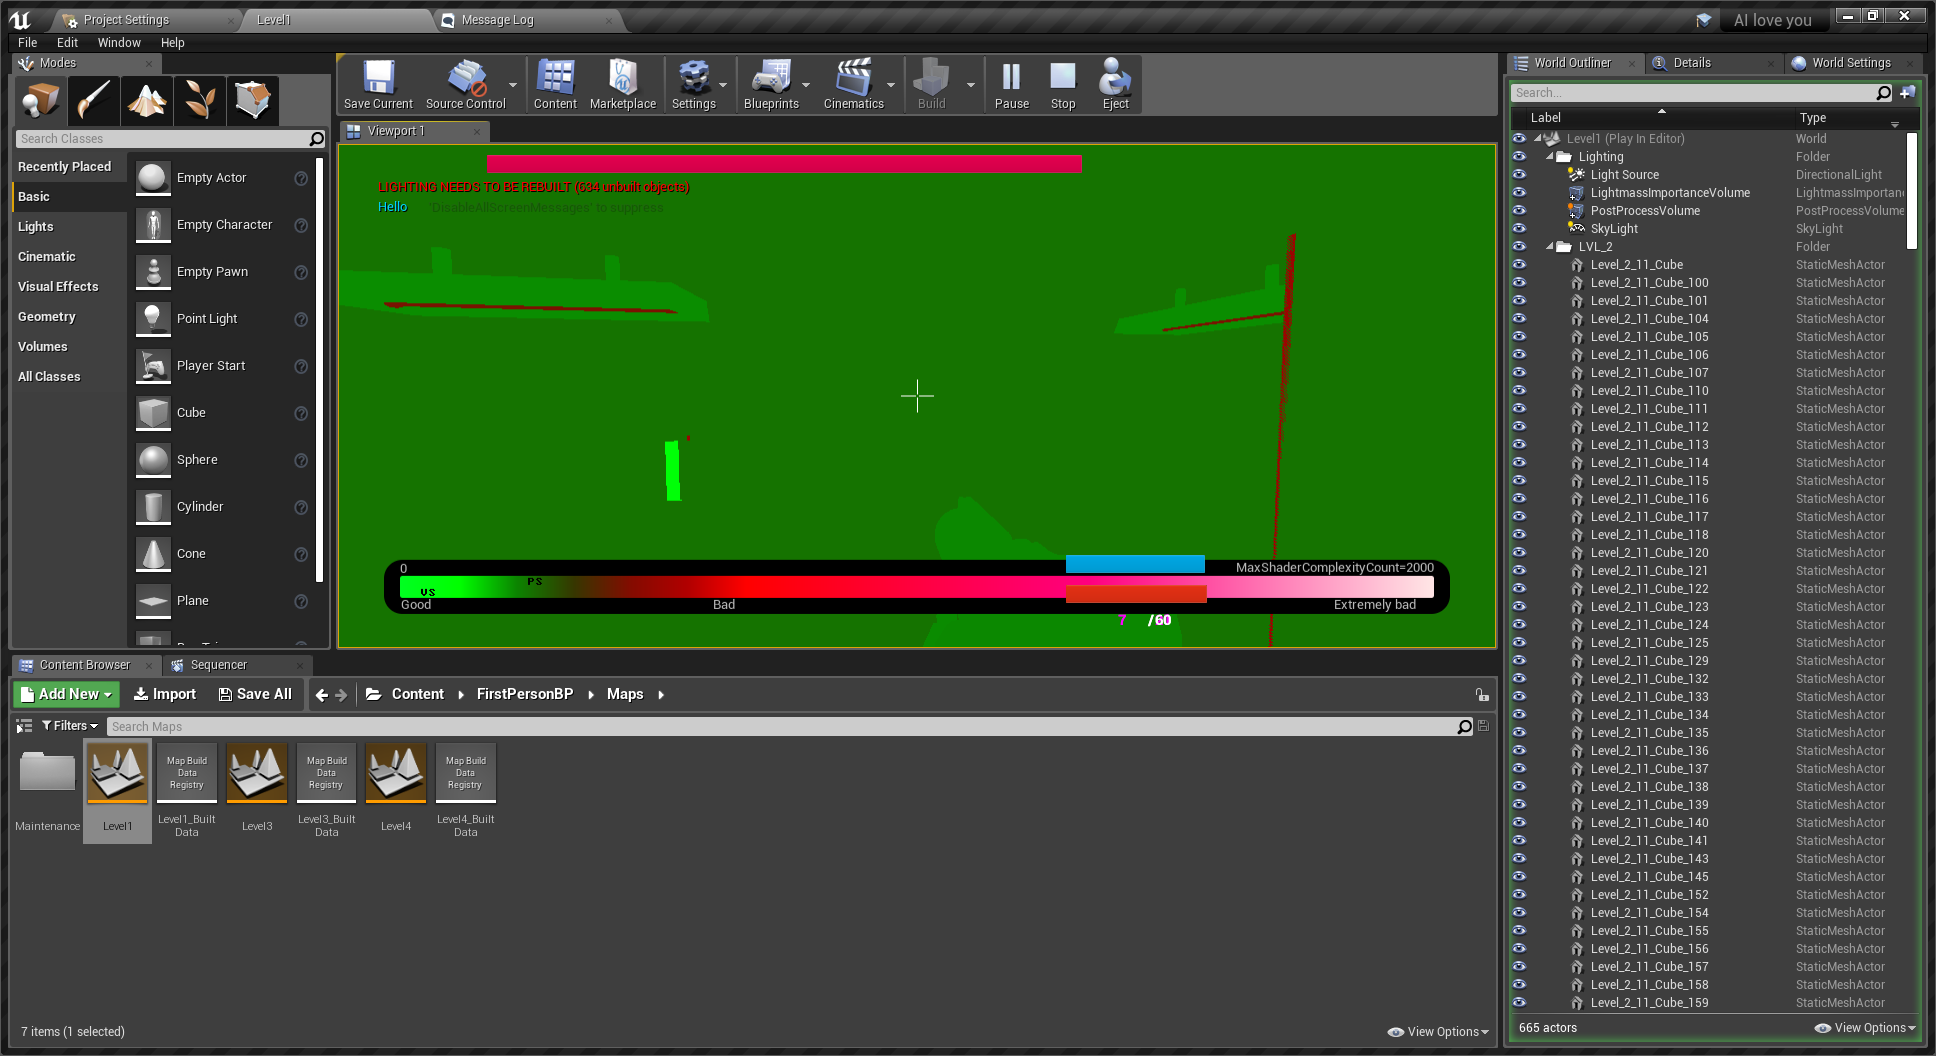 Project Settings
Level1
Message Log
AI love you
File Edit Window Help
Modes
Search Classes
Recently Placed
Basic
Lights
Cinematic
Visual Effects
Geometry
Volumes
All Classes
Empty Actor
Empty Character
Empty Pawn
Point Light
Player Start
Cube
Sphere
Cylinder
Cone
Plane
Save Current
Source Control
Content
Marketplace
Settings
Blueprints
Cinematics
Build
Pause
Stop
Eject
Viewport 1
LIGHTING NEEDS TO BE REBUILT (634 unbuilt objects)
Hello 'DisableAllScreenMessages' to suppress
0
MaxShaderComplexityCount=2000
PS
VS
Good
Bad
Extremely bad
7 /60
Content Browser
Sequencer
Add New
Import
Save All
Content
FirstPersonBP
Maps
Filters
Search Maps
Maintenance
Level1
Map Build
Data
Registry
Level1_Built
Data
Level3
Map Build
Data
Registry
Level3_Built
Data
Level4
Map Build
Data
Registry
Level4_Built
Data
7 items (1 selected)
View Options
World Outliner
Details
World Settings
Search...
Label Type
Level1 (Play In Editor) World
Lighting Folder
Light Source DirectionalLight
LightmassImportanceVolume LightmassImportan
PostProcessVolume PostProcessVolume
SkyLight SkyLight
LVL_2 Folder
Level_2_11_Cube StaticMeshActor
Level_2_11_Cube_100 StaticMeshActor
Level_2_11_Cube_101 StaticMeshActor
Level_2_11_Cube_104 StaticMeshActor
Level_2_11_Cube_105 StaticMeshActor
Level_2_11_Cube_106 StaticMeshActor
Level_2_11_Cube_107 StaticMeshActor
Level_2_11_Cube_110 StaticMeshActor
Level_2_11_Cube_111 StaticMeshActor
Level_2_11_Cube_112 StaticMeshActor
Level_2_11_Cube_113 StaticMeshActor
Level_2_11_Cube_114 StaticMeshActor
Level_2_11_Cube_115 StaticMeshActor
Level_2_11_Cube_116 StaticMeshActor
Level_2_11_Cube_117 StaticMeshActor
Level_2_11_Cube_118 StaticMeshActor
Level_2_11_Cube_120 StaticMeshActor
Level_2_11_Cube_121 StaticMeshActor
Level_2_11_Cube_122 StaticMeshActor
Level_2_11_Cube_123 StaticMeshActor
Level_2_11_Cube_124 StaticMeshActor
Level_2_11_Cube_125 StaticMeshActor
Level_2_11_Cube_129 StaticMeshActor
Level_2_11_Cube_132 StaticMeshActor
Level_2_11_Cube_133 StaticMeshActor
Level_2_11_Cube_134 StaticMeshActor
Level_2_11_Cube_135 StaticMeshActor
Level_2_11_Cube_136 StaticMeshActor
Level_2_11_Cube_137 StaticMeshActor
Level_2_11_Cube_138 StaticMeshActor
Level_2_11_Cube_139 StaticMeshActor
Level_2_11_Cube_140 StaticMeshActor
Level_2_11_Cube_141 StaticMeshActor
Level_2_11_Cube_143 StaticMeshActor
Level_2_11_Cube_145 StaticMeshActor
Level_2_11_Cube_152 StaticMeshActor
Level_2_11_Cube_154 StaticMeshActor
Level_2_11_Cube_155 StaticMeshActor
Level_2_11_Cube_156 StaticMeshActor
Level_2_11_Cube_157 StaticMeshActor
Level_2_11_Cube_158 StaticMeshActor
Level_2_11_Cube_159 StaticMeshActor
665 actors
View Options